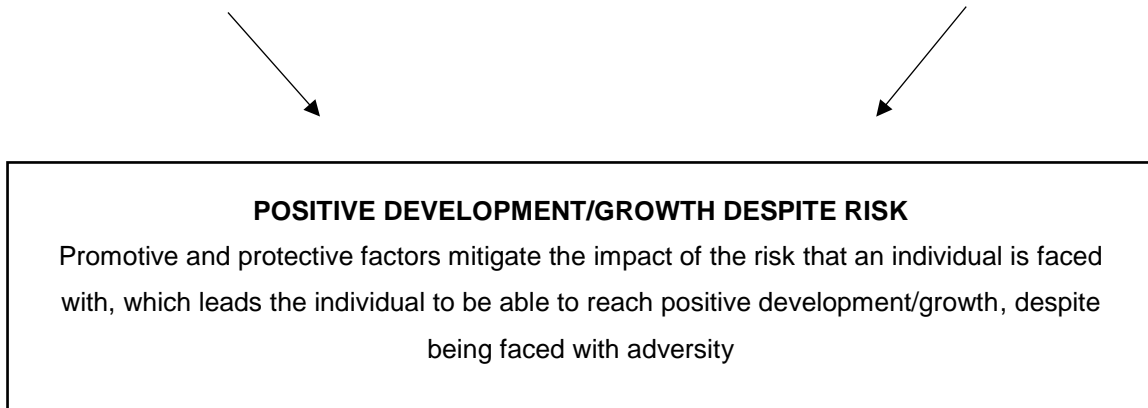 POSITIVE DEVELOPMENT/GROWTH DESPITE RISK
Promotive and protective factors mitigate the impact of the risk that an individual is faced
with, which leads the individual to be able to reach positive development/growth, despite
being faced with adversity